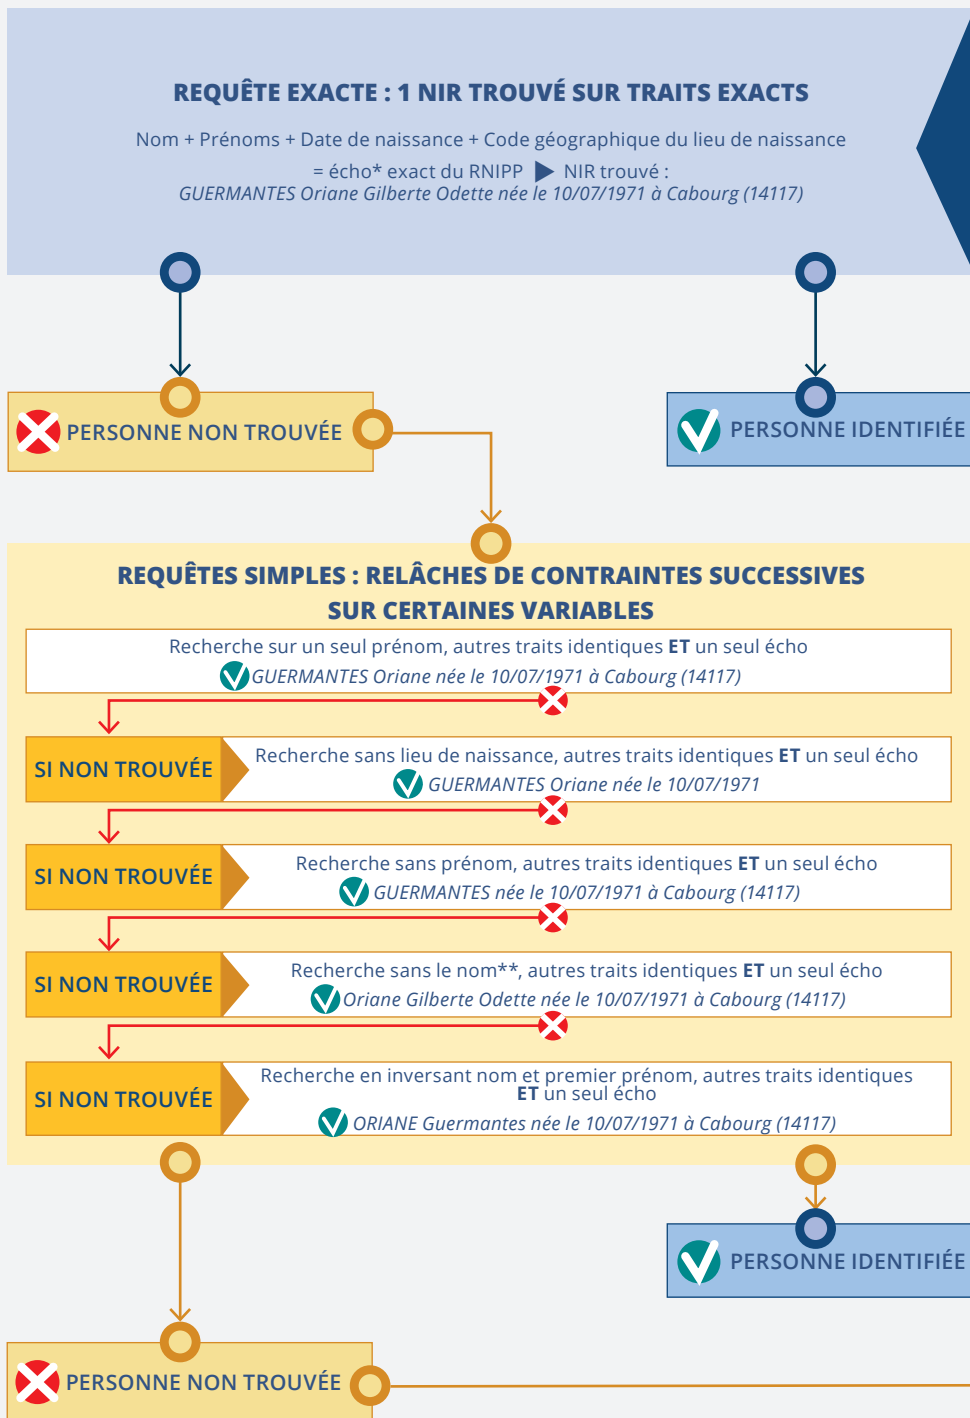 REQUÊTE EXACTE : 1 NIR TROUVÉ SUR TRAITS EXACTS
Nom + Prénoms + Date de naissance + Code géographique du lieu de naissance
= écho* exact du RNIPP ▶ NIR trouvé :
GUERMANTES Oriane Gilberte Odette née le 10/07/1971 à Cabourg (14117)
PERSONNE NON TROUVÉE
PERSONNE IDENTIFIÉE
REQUÊTES SIMPLES : RELÂCHES DE CONTRAINTES SUCCESSIVES
SUR CERTAINES VARIABLES
Recherche sur un seul prénom, autres traits identiques ET un seul écho
GUERMANTES Oriane née le 10/07/1971 à Cabourg (14117)
SI NON TROUVÉE
Recherche sans lieu de naissance, autres traits identiques ET un seul écho
GUERMANTES Oriane née le 10/07/1971
SI NON TROUVÉE
Recherche sans prénom, autres traits identiques ET un seul écho
GUERMANTES née le 10/07/1971 à Cabourg (14117)
SI NON TROUVÉE
Recherche sans le nom**, autres traits identiques ET un seul écho
Oriane Gilberte Odette née le 10/07/1971 à Cabourg (14117)
SI NON TROUVÉE
Recherche en inversant nom et premier prénom, autres traits identiques
ET un seul écho
ORIANE Guermantes née le 10/07/1971 à Cabourg (14117)
PERSONNE IDENTIFIÉE
PERSONNE NON TROUVÉE